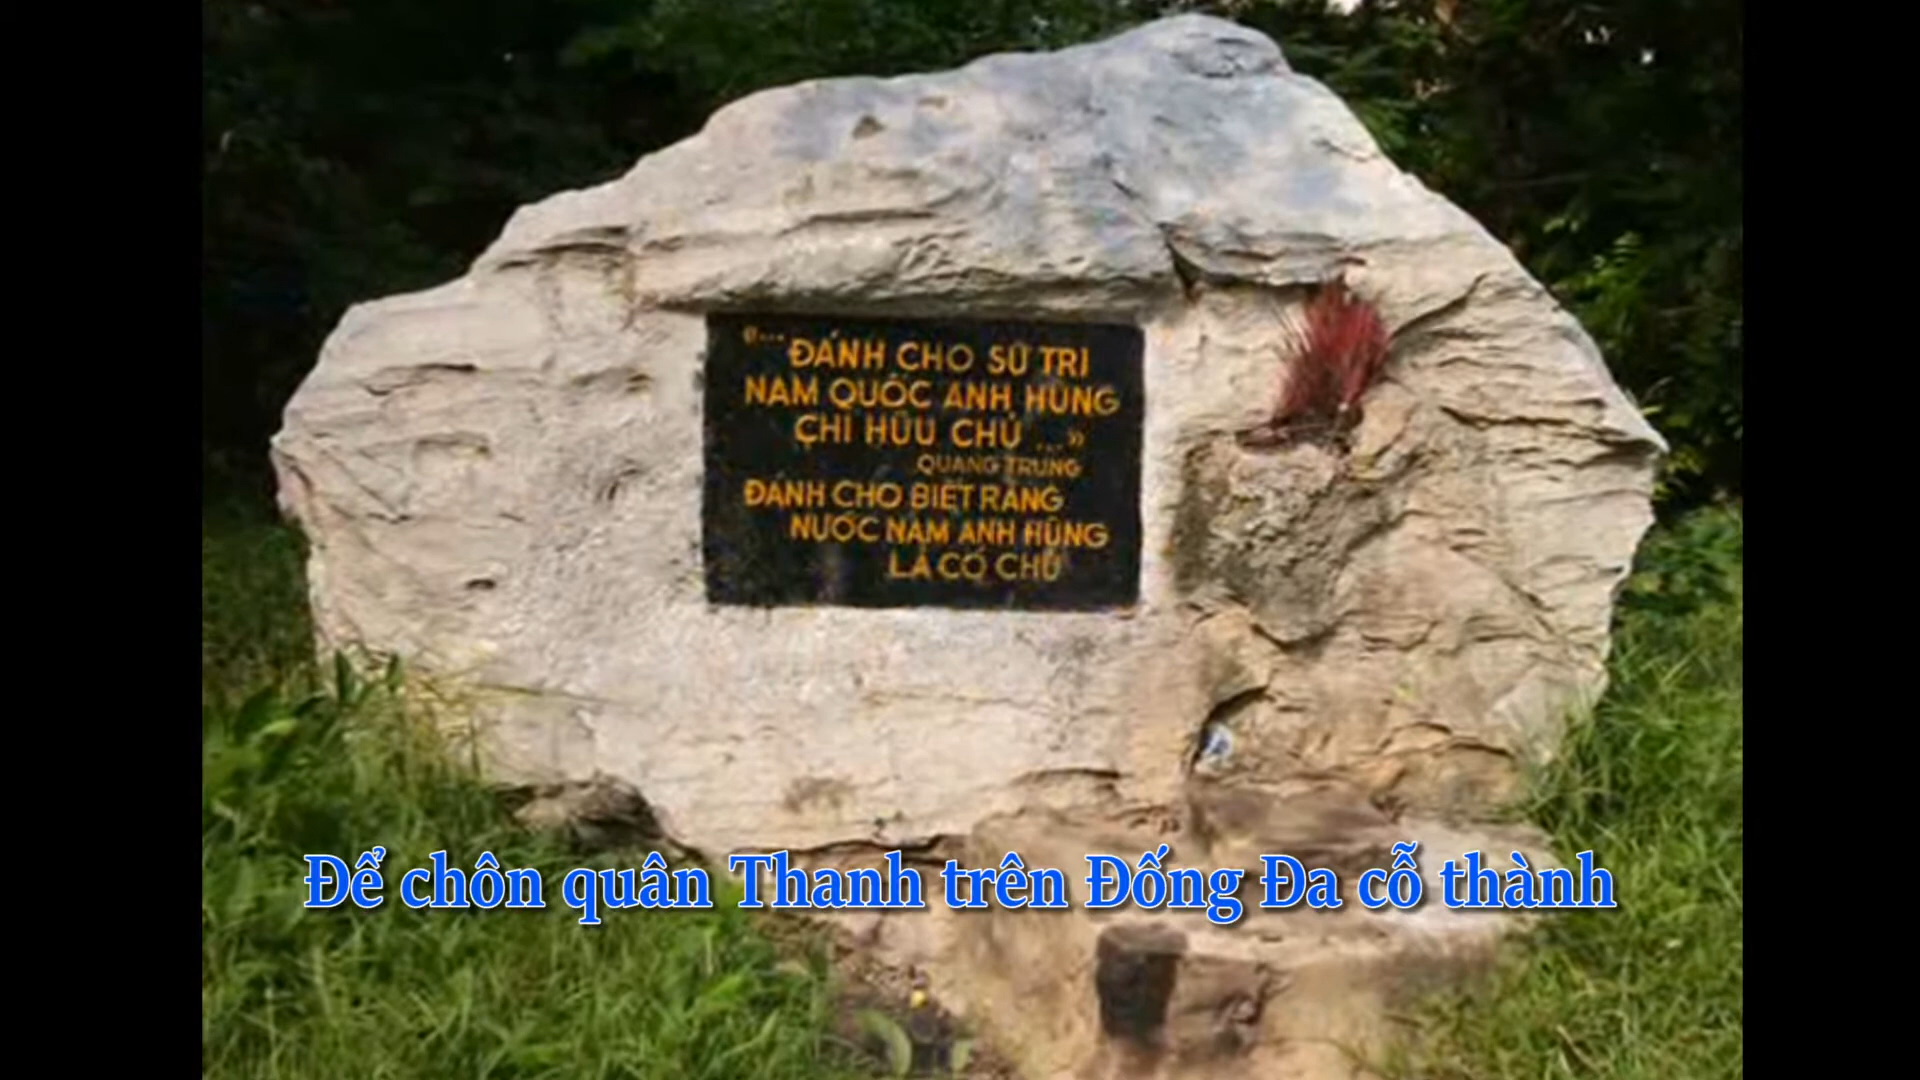 “...ĐÁNH CHO SỬ TRI
NAM QUỐC ANH HÙNG
CHI HỮU CHỦ ...»
QUANG TRUNG
ĐÁNH CHO BIẾT RẰNG
NƯỚC NAM ANH HÙNG
LÀ CÓ CHỦ
Để chôn quân Thanh trên Đống Đa cỗ thành